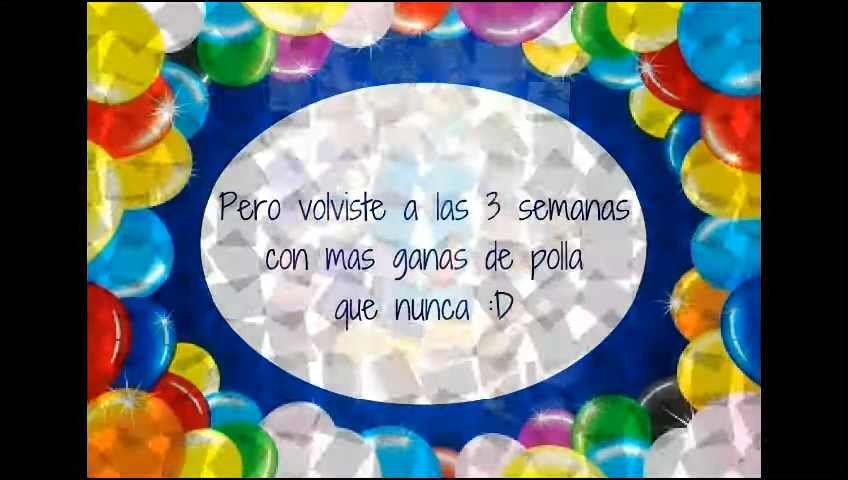 Pero volviste a las 3 semanas
con mas ganas de polla
que nunca :D